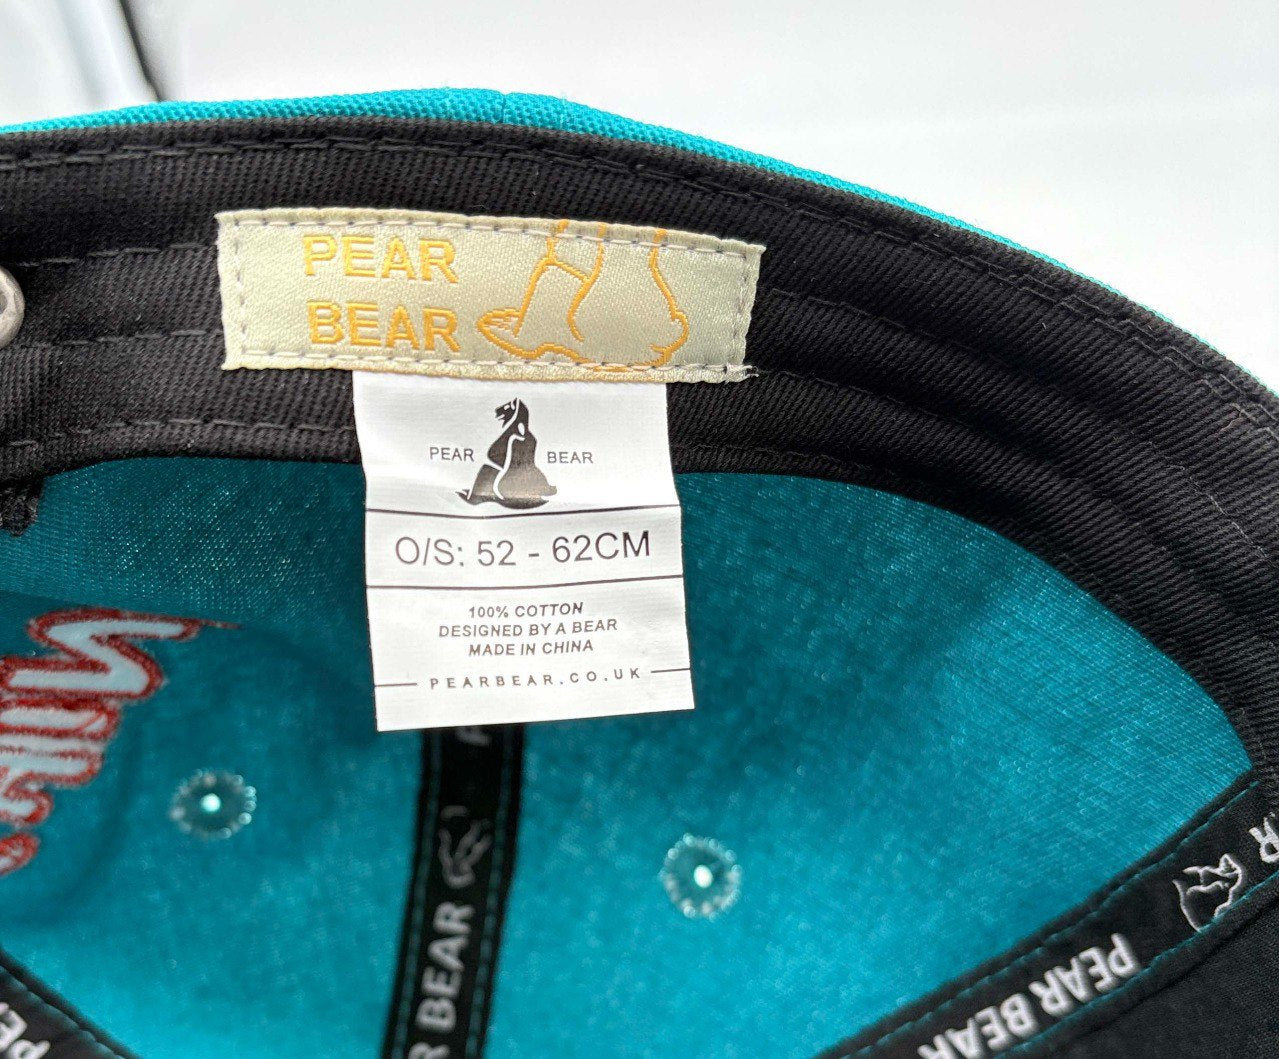 PEAR
BEAR
PEAR BEAR
O/S: 52 - 62CM
100% COTTON
DESIGNED BY A BEAR
MADE IN CHINA
PEARBEAR.CO.UK
BEAR
PEAR BEAR